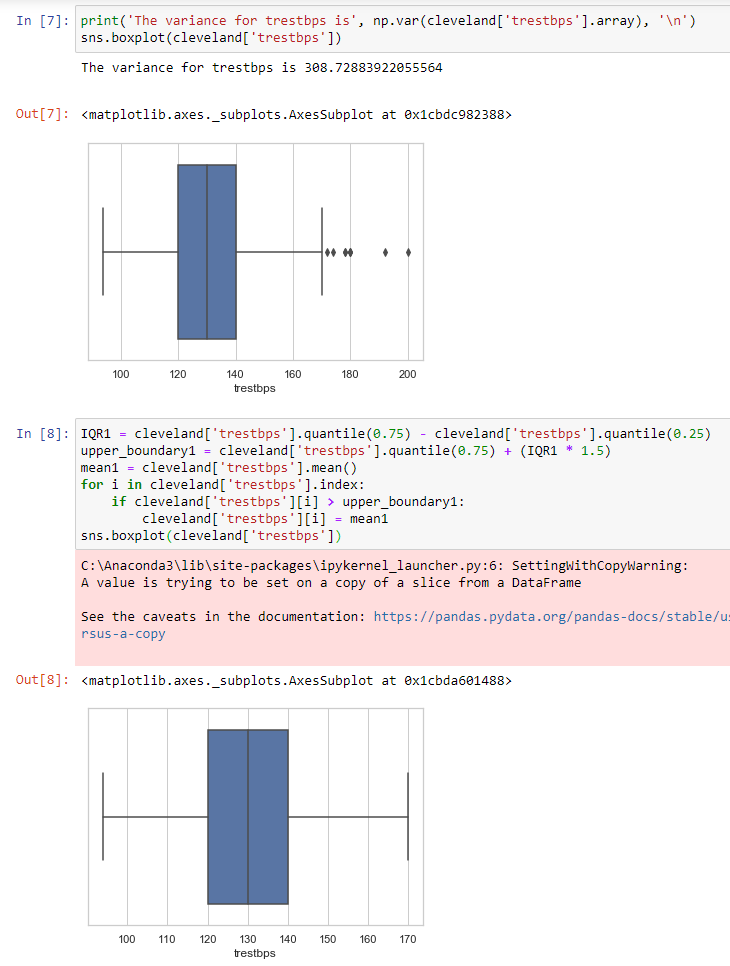 In [7]: print('The variance for trestbps is', np.var(cleveland['trestbps'].array), '\n')
sns.boxplot(cleveland['trestbps'])
The variance for trestbps is 308.72883922055564
Out[7]: <matplotlib.axes._subplots.AxesSubplot at 0x1cbdc982388>
100 120 140 160 180 200
trestbps
In [8]: IQR1 = cleveland['trestbps'].quantile(0.75) - cleveland['trestbps'].quantile(0.25)
upper_boundary1 = cleveland['trestbps'].quantile(0.75) + (IQR1 * 1.5)
mean1 = cleveland['trestbps'].mean()
for i in cleveland['trestbps'].index:
    if cleveland['trestbps'][i] > upper_boundary1:
        cleveland['trestbps'][i] = mean1
sns.boxplot(cleveland['trestbps'])
C:\Anaconda3\lib\site-packages\ipykernel_launcher.py:6: SettingWithCopyWarning:
A value is trying to be set on a copy of a slice from a DataFrame
See the caveats in the documentation: https://pandas.pydata.org/pandas-docs/stable/us
rsus-a-copy
Out[8]: <matplotlib.axes._subplots.AxesSubplot at 0x1cbda601488>
100 110 120 130 140 150 160 170
trestbps